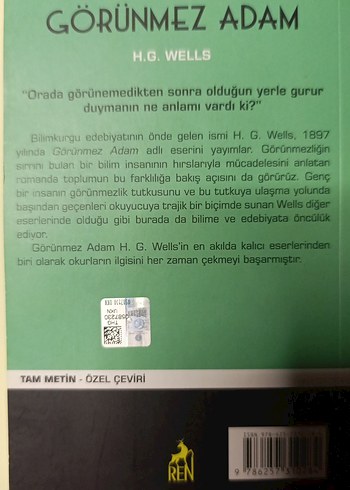 GÖRÜNMEZ ADAM
H.G. WELLS
"Orada görünemedikten sonra olduğun yerle gurur
duymanın ne anlamı vardı ki?"
Bilimkurgu edebiyatının önde gelen ismi H. G. Wells, 1897
yılında Görünmez Adam adlı eserini yayımlar. Görünmezliğin
sırrını bulan bir bilim insanının hırslarıyla mücadelesini anlatan
romanda toplumun bu farklılığa bakış açısını da görürüz. Genç
bir insanın görünmezlik tutkusunu ve bu tutkuya ulaşma yolunda
başından geçenleri okuyucuya trajik bir biçimde sunan Wells diğer
eserlerinde olduğu gibi burada da bilime ve edebiyata öncülük
ediyor.
Görünmez Adam H. G. Wells'in en akılda kalıcı eserlerinden
biri olarak okurların ilgisini her zaman çekmeyi başarmıştır.
TAM METİN - ÖZEL ÇEVİRİ
REN